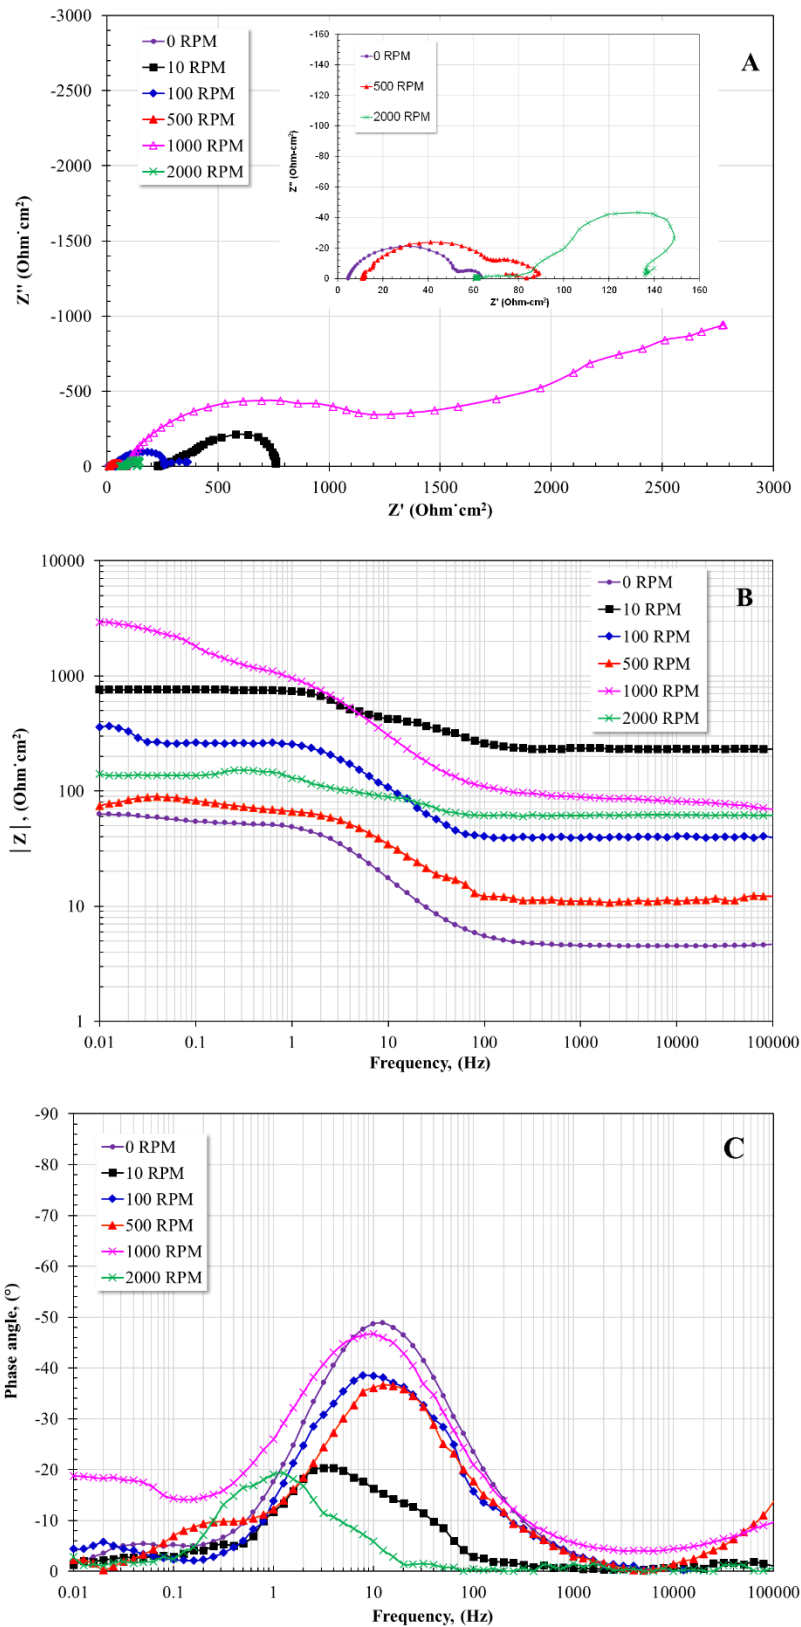 A
-3000
-2500
-2000
-1500
-1000
-500
0
Z'' (Ohm·cm²)
0 RPM
10 RPM
100 RPM
500 RPM
1000 RPM
2000 RPM
-160
-140
-120
-100
-80
-60
-40
-20
0
Z'' (Ohm-cm²)
0 RPM
500 RPM
2000 RPM
0 20 40 60 80 100 120 140 160
Z' (Ohm-cm²)
0 500 1000 1500 2000 2500 3000
Z' (Ohm·cm²)
B
10000
1000
100
10
1
|Z|, (Ohm·cm²)
0 RPM
10 RPM
100 RPM
500 RPM
1000 RPM
2000 RPM
0.01 0.1 1 10 100 1000 10000 100000
Frequency, (Hz)
C
-90
-80
-70
-60
-50
-40
-30
-20
-10
0
Phase angle, (°)
0 RPM
10 RPM
100 RPM
500 RPM
1000 RPM
2000 RPM
0.01 0.1 1 10 100 1000 10000 100000
Frequency, (Hz)